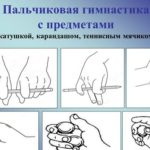 Пальчиковая гимнастика
с предметами
катушкой, карандашом, теннисным мячиком